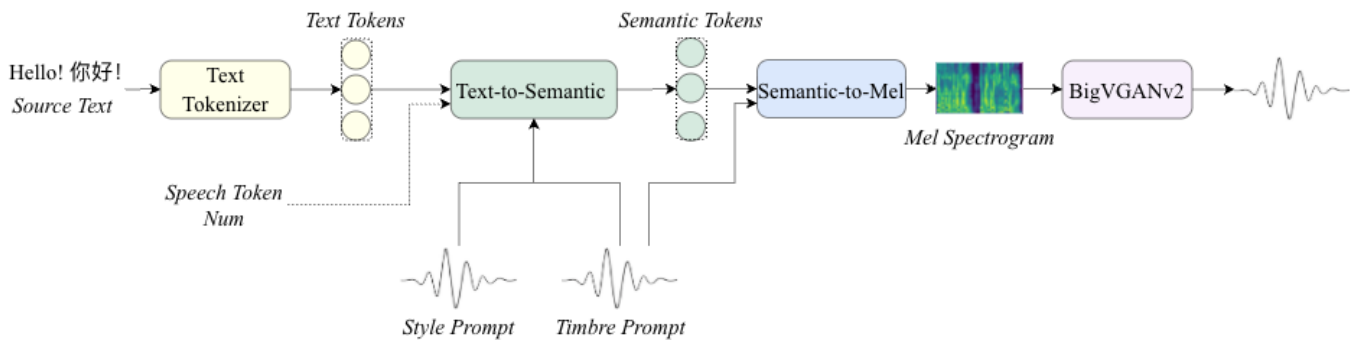 Text Tokens
Semantic Tokens
Hello! 你好!
Source Text
Text
Tokenizer
Text-to-Semantic
Semantic-to-Mel
BigVGANv2
Mel Spectrogram
Speech Token
Num
Style Prompt
Timbre Prompt